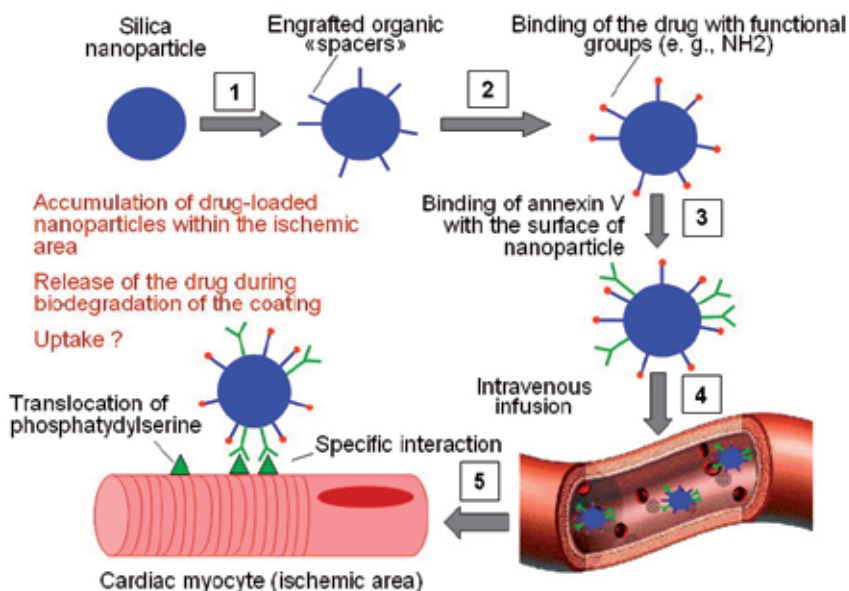 Silica
nanoparticle
Engrafted organic
«spacers»
Binding of the drug with functional
groups (e. g., NH2)
1
2
Accumulation of drug-loaded
nanoparticles within the ischemic
area
Binding of annexin V
with the surface of
nanoparticle
3
Release of the drug during
biodegradation of the coating
Uptake ?
Intravenous
infusion
4
Translocation of
phosphatydylserine
Specific interaction
5
Cardiac myocyte (ischemic area)